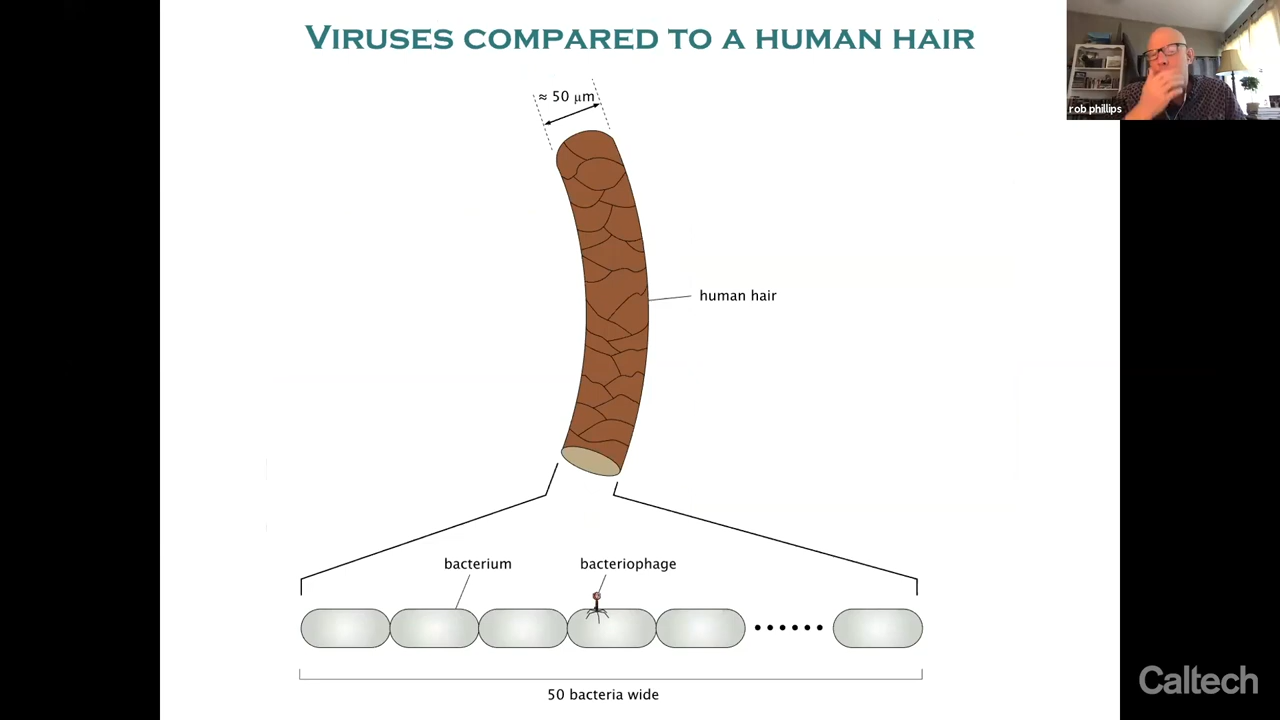 VIRUSES COMPARED TO A HUMAN HAIR
≈ 50 μm
rob phillips
human hair
bacterium
bacteriophage
50 bacteria wide
Caltech